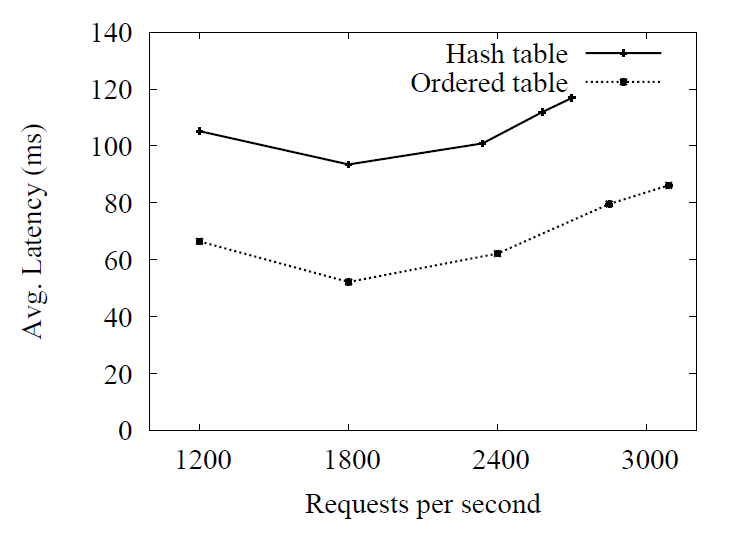 140
120
100
80
60
40
20
0
Avg. Latency (ms)
Hash table
Ordered table
1200 1800 2400 3000
Requests per second